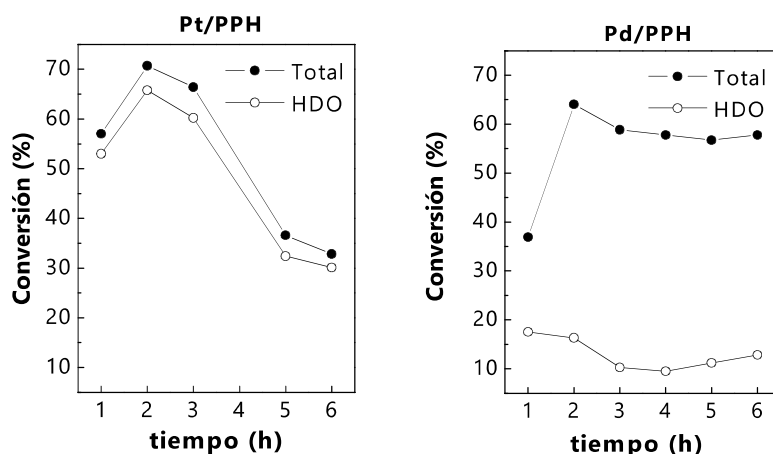 Pt/PPH
Total
HDO
Conversión (%)
70
60
50
40
30
20
10
1 2 3 4 5 6
tiempo (h)
Pd/PPH
Total
HDO
Conversión (%)
70
60
50
40
30
20
10
1 2 3 4 5 6
tiempo (h)